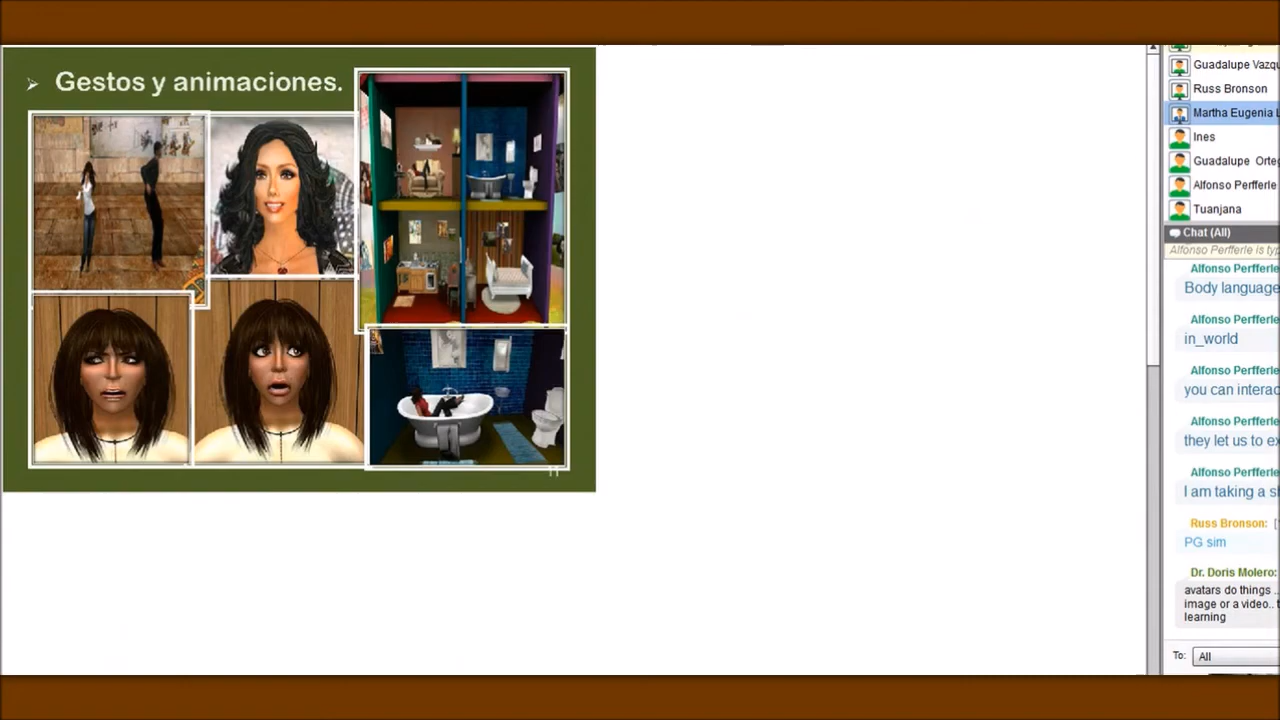 Gestos y animaciones.
Guadalupe Vazqu
Russ Bronson
Martha Eugenia L
Ines
Guadalupe Orte
Alfonso Perfferle
Tuanjana
Chat (All)
Alfonso Perfferle is typ
Alfonso Perfferle
Body language
Alfonso Perfferle
in_world
Alfonso Perfferle
you can interac
Alfonso Perfferle
they let us to ex
Alfonso Perfferle
I am taking a s
Russ Bronson:
PG sim
Dr. Doris Molero:
avatars do things ..
image or a video.. t
learning
To: All
11